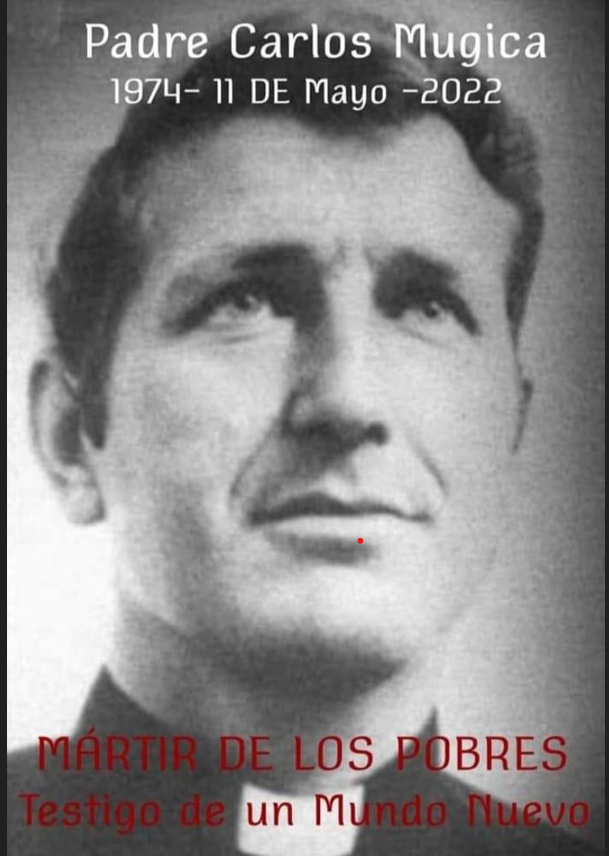 Padre Carlos Mugica
1974- 11 DE Mayo -2022
MÁRTIR DE LOS POBRES
Testigo de un Mundo Nuevo